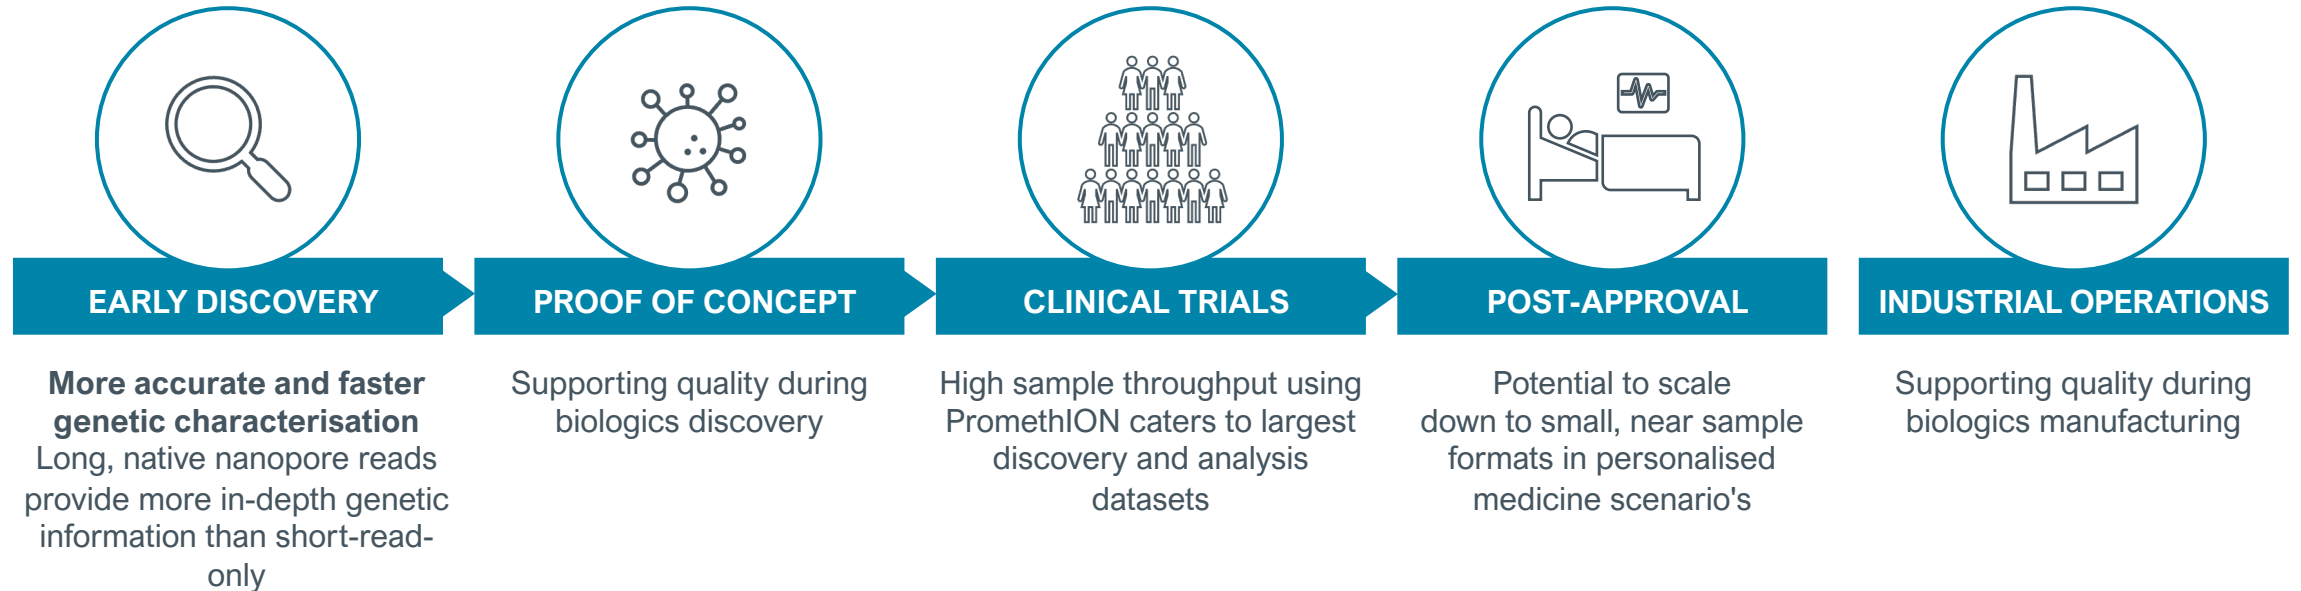 EARLY DISCOVERY
More accurate and faster
genetic characterisation
Long, native nanopore reads
provide more in-depth genetic
information than short-read-
only
PROOF OF CONCEPT
Supporting quality during
biologics discovery
CLINICAL TRIALS
High sample throughput using
PromethION caters to largest
discovery and analysis
datasets
POST-APPROVAL
Potential to scale
down to small, near sample
formats in personalised
medicine scenario's
INDUSTRIAL OPERATIONS
Supporting quality during
biologics manufacturing